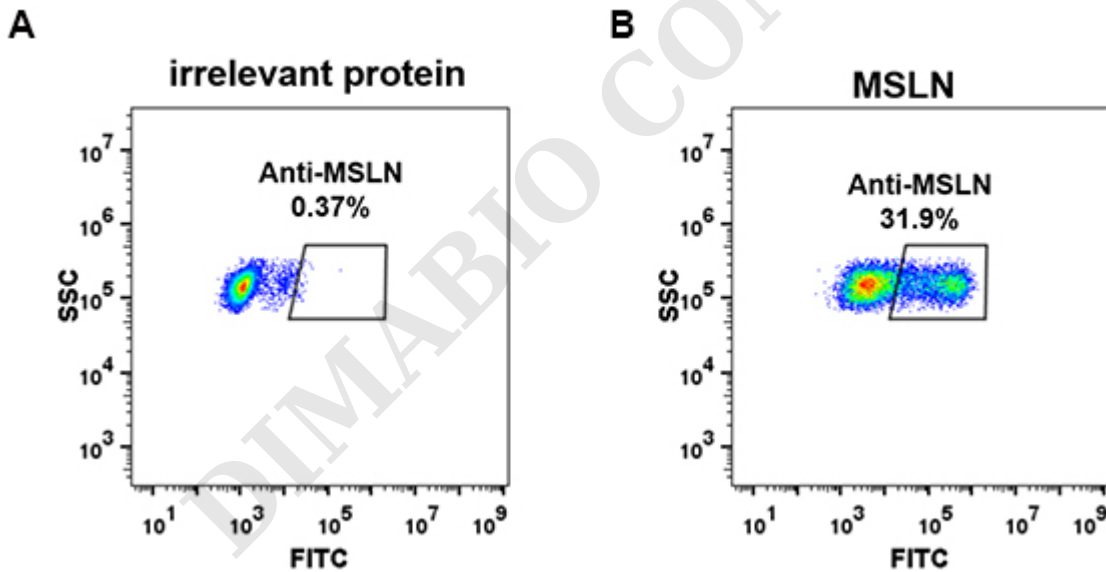 A
irrelevant protein
Anti-MSLN
0.37%
10^7
10^6
10^5
10^4
10^3
SSC
10^1 10^3 10^5 10^7 10^9
FITC
B
MSLN
Anti-MSLN
31.9%
10^7
10^6
10^5
10^4
10^3
SSC
10^1 10^3 10^5 10^7 10^9
FITC
DIMABIO CO